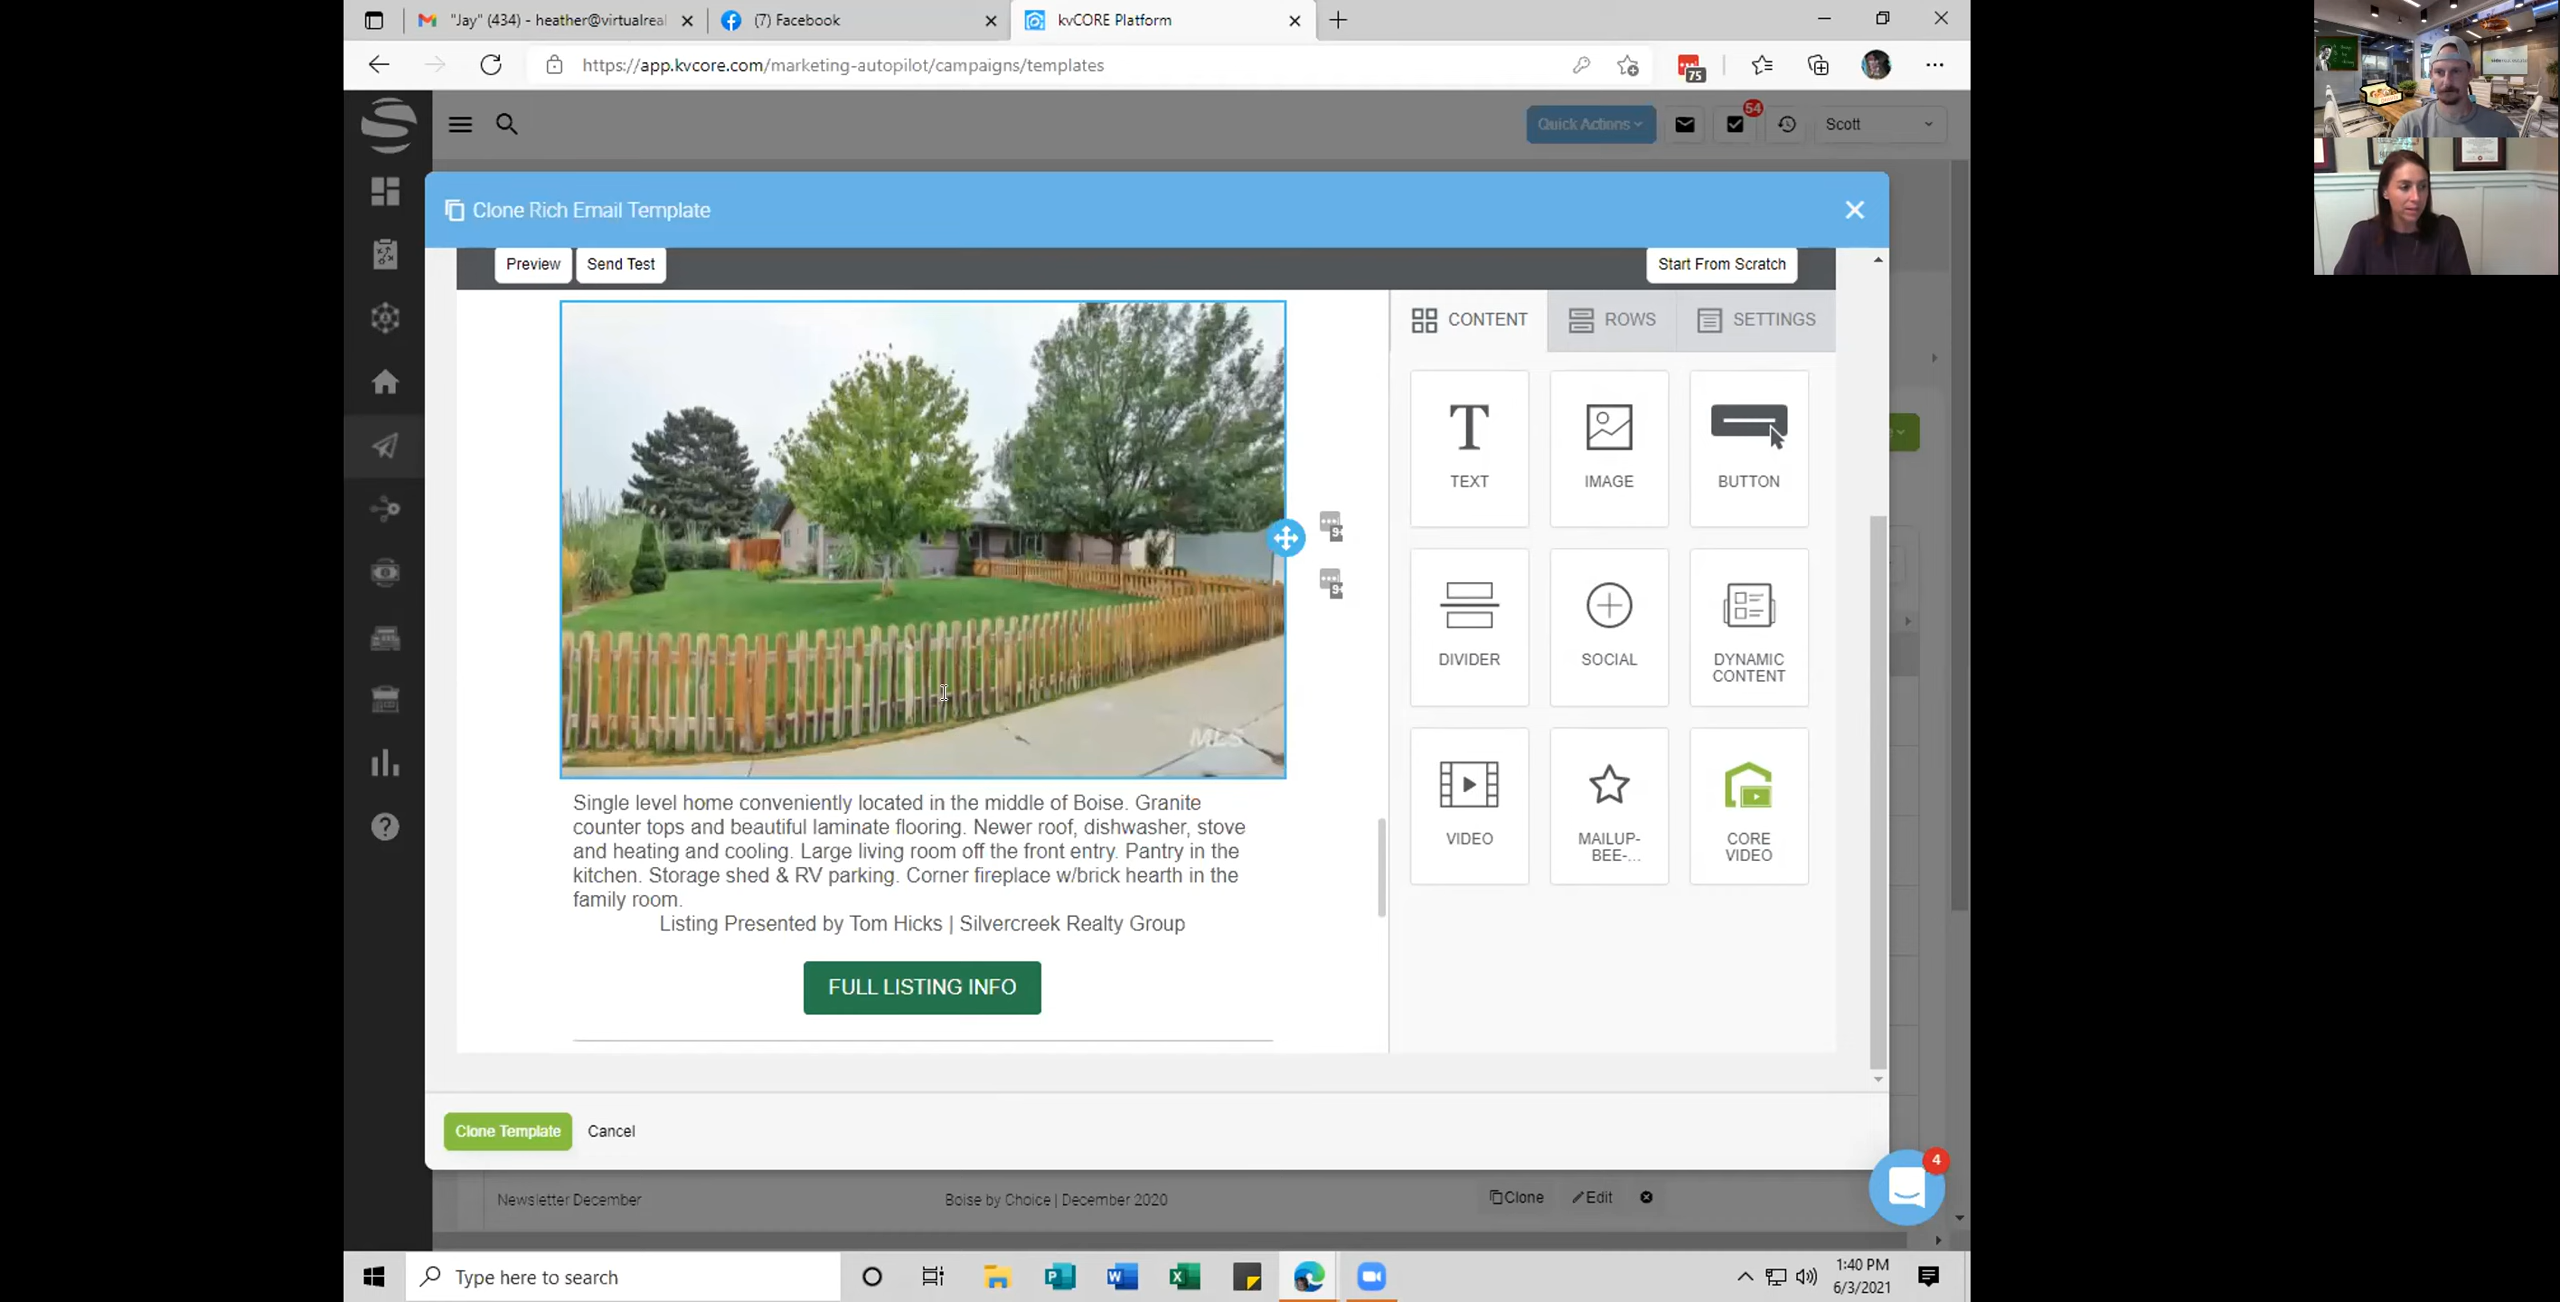 "Jay" (434) - heather@virtualreal
(7) Facebook
kvCORE Platform
https://app.kvcore.com/marketing-autopilot/campaigns/templates
75
Quick Actions
54
Scott
Clone Rich Email Template
Preview
Send Test
Start From Scratch
CONTENT
ROWS
SETTINGS
TEXT
IMAGE
BUTTON
DIVIDER
SOCIAL
DYNAMIC
CONTENT
VIDEO
MAILUP-
BEE-...
CORE
VIDEO
MLS
Single level home conveniently located in the middle of Boise. Granite
counter tops and beautiful laminate flooring. Newer roof, dishwasher, stove
and heating and cooling. Large living room off the front entry. Pantry in the
kitchen. Storage shed & RV parking. Corner fireplace w/brick hearth in the
family room.
Listing Presented by Tom Hicks | Silvercreek Realty Group
FULL LISTING INFO
Clone Template
Cancel
4
Newsletter December
Boise by Choice | December 2020
Clone
Edit
Type here to search
1:40 PM
6/3/2021